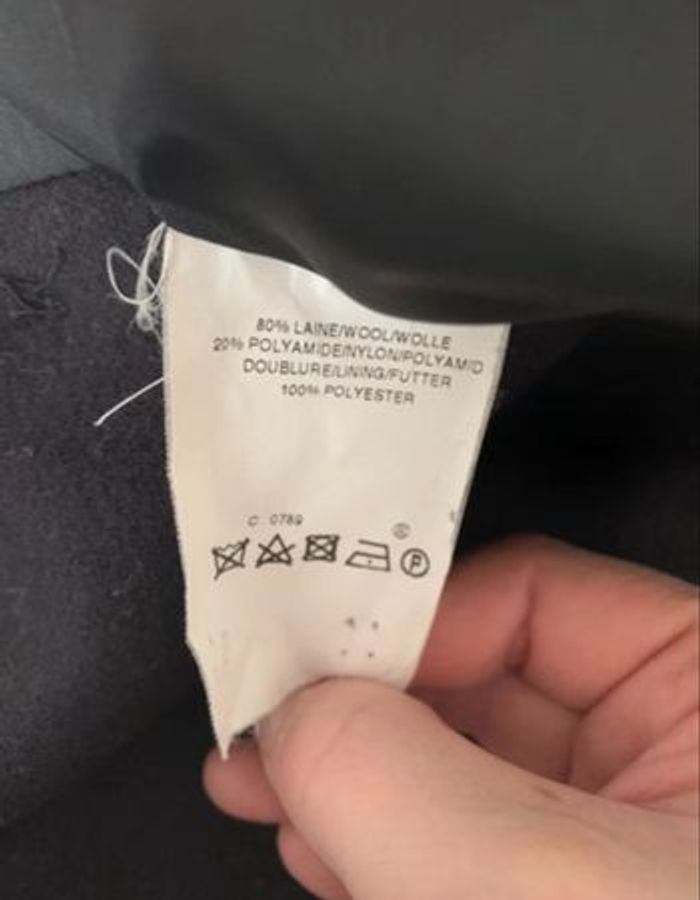 80% LAINE/WOOL/WOLLE
20% POLYAMIDE/NYLON/POLYAMID
DOUBLURE/LINING/FUTTER
100% POLYESTER
C 0789
P